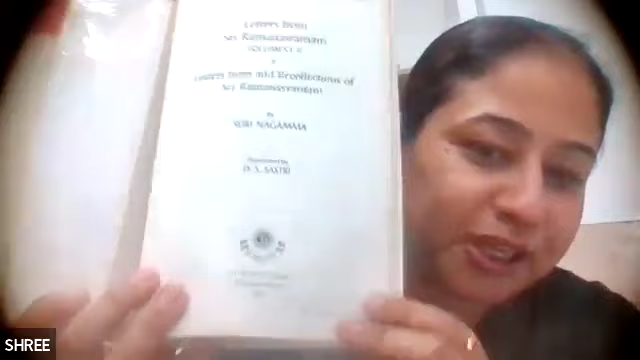 Letters from
Sri Ramanasramam
VOLUMES I, II
&
Letters from and Recollections of
Sri Ramanasramam
By
SURI NAGAMMA
Translated by
D. S. SASTRI
SHREE